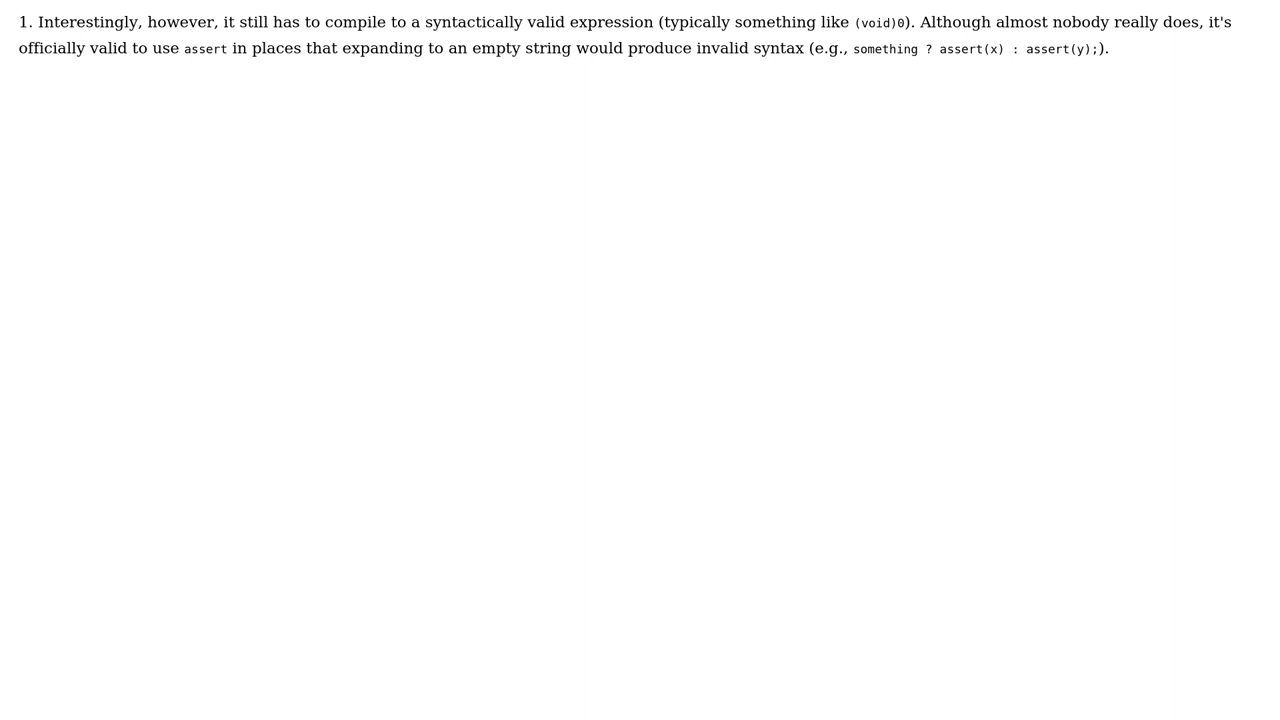 1. Interestingly, however, it still has to compile to a syntactically valid expression (typically something like (void)0). Although almost nobody really does, it's
officially valid to use assert in places that expanding to an empty string would produce invalid syntax (e.g., something ? assert(x) : assert(y);).